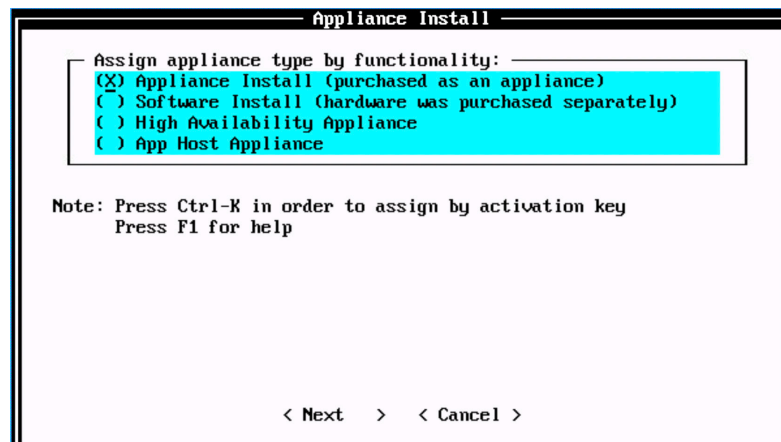 Appliance Install
Assign appliance type by functionality:
(X) Appliance Install (purchased as an appliance)
( ) Software Install (hardware was purchased separately)
( ) High Availability Appliance
( ) App Host Appliance
Note: Press Ctrl-K in order to assign by activation key
Press F1 for help
< Next > < Cancel >